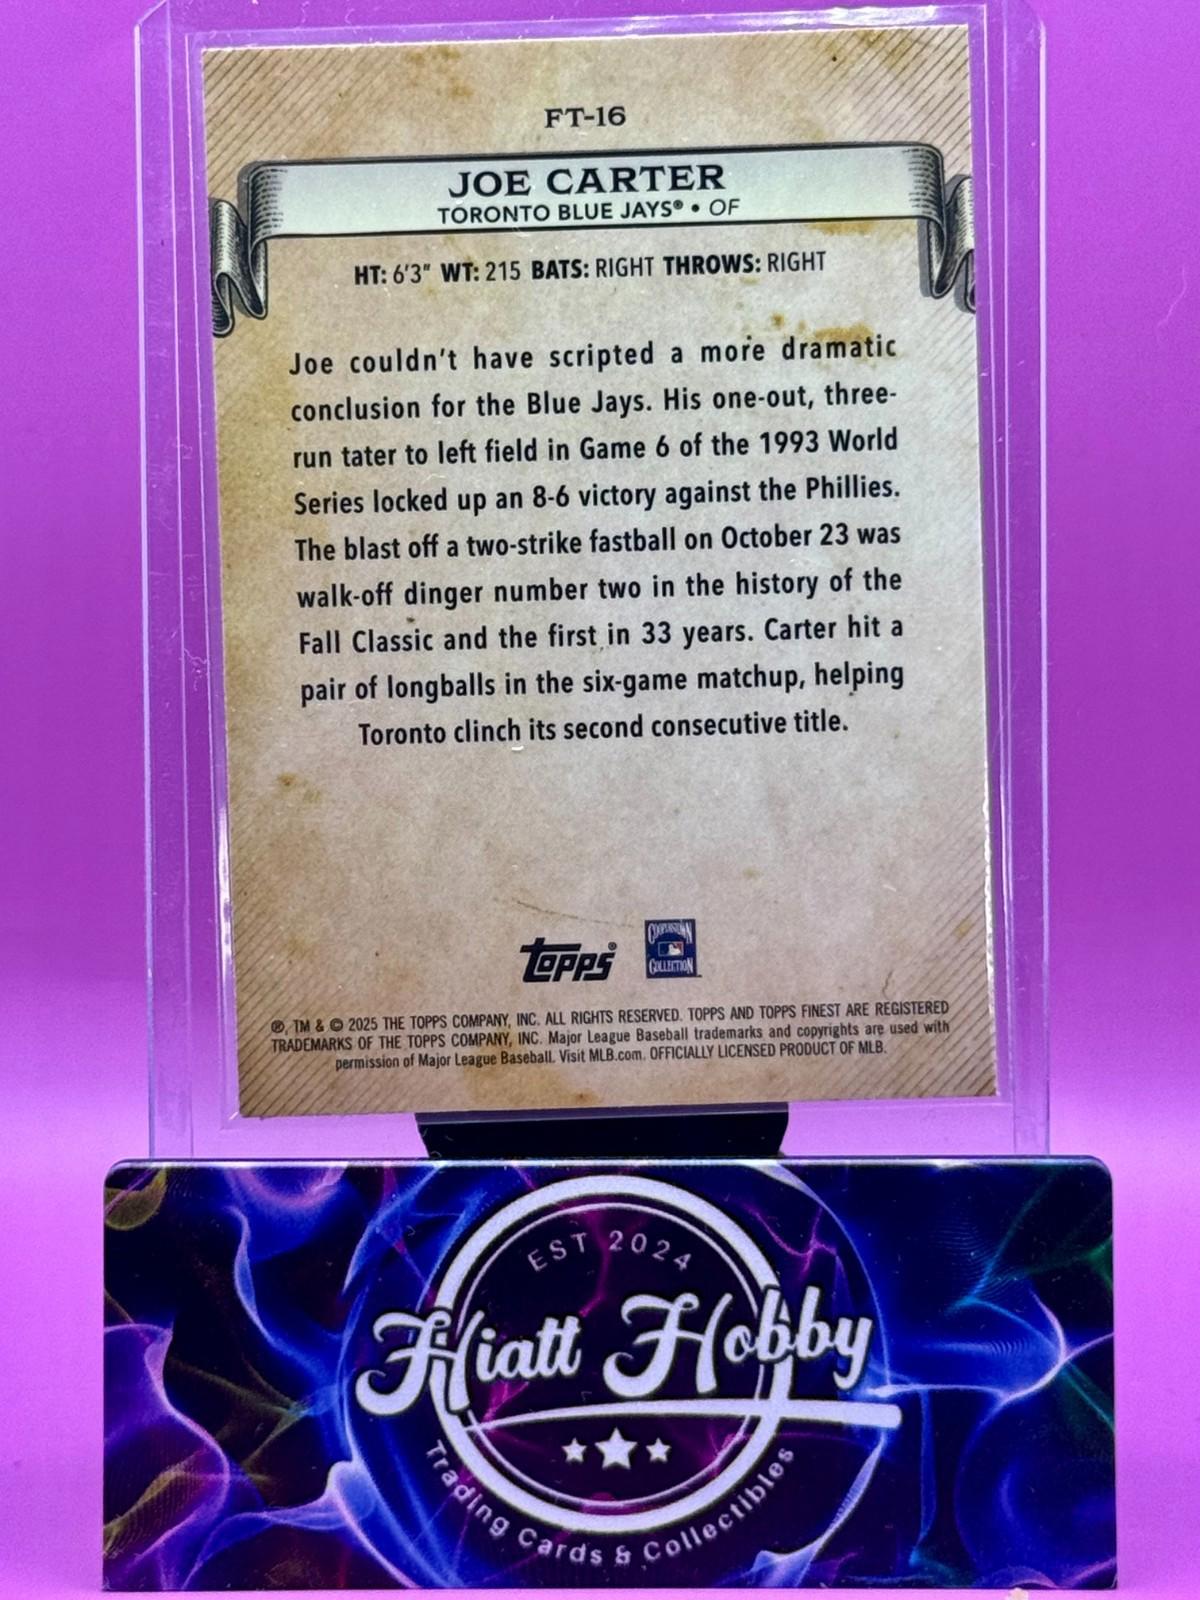 FT-16
JOE CARTER
TORONTO BLUE JAYS® • OF
HT: 6'3" WT: 215 BATS: RIGHT THROWS: RIGHT
Joe couldn't have scripted a more dramatic
conclusion for the Blue Jays. His one-out, three-
run tater to left field in Game 6 of the 1993 World
Series locked up an 8-6 victory against the Phillies.
The blast off a two-strike fastball on October 23 was
walk-off dinger number two in the history of the
Fall Classic and the first in 33 years. Carter hit a
pair of longballs in the six-game matchup, helping
Toronto clinch its second consecutive title.
Topps®
COOPERSTOWN
COLLECTION
®, TM & © 2025 THE TOPPS COMPANY, INC. ALL RIGHTS RESERVED. TOPPS AND TOPPS FINEST ARE REGISTERED
TRADEMARKS OF THE TOPPS COMPANY, INC. Major League Baseball trademarks and copyrights are used with
permission of Major League Baseball. Visit MLB.com. OFFICIALLY LICENSED PRODUCT OF MLB.
EST 2024
Hiatt Hobby
Trading Cards & Collectibles